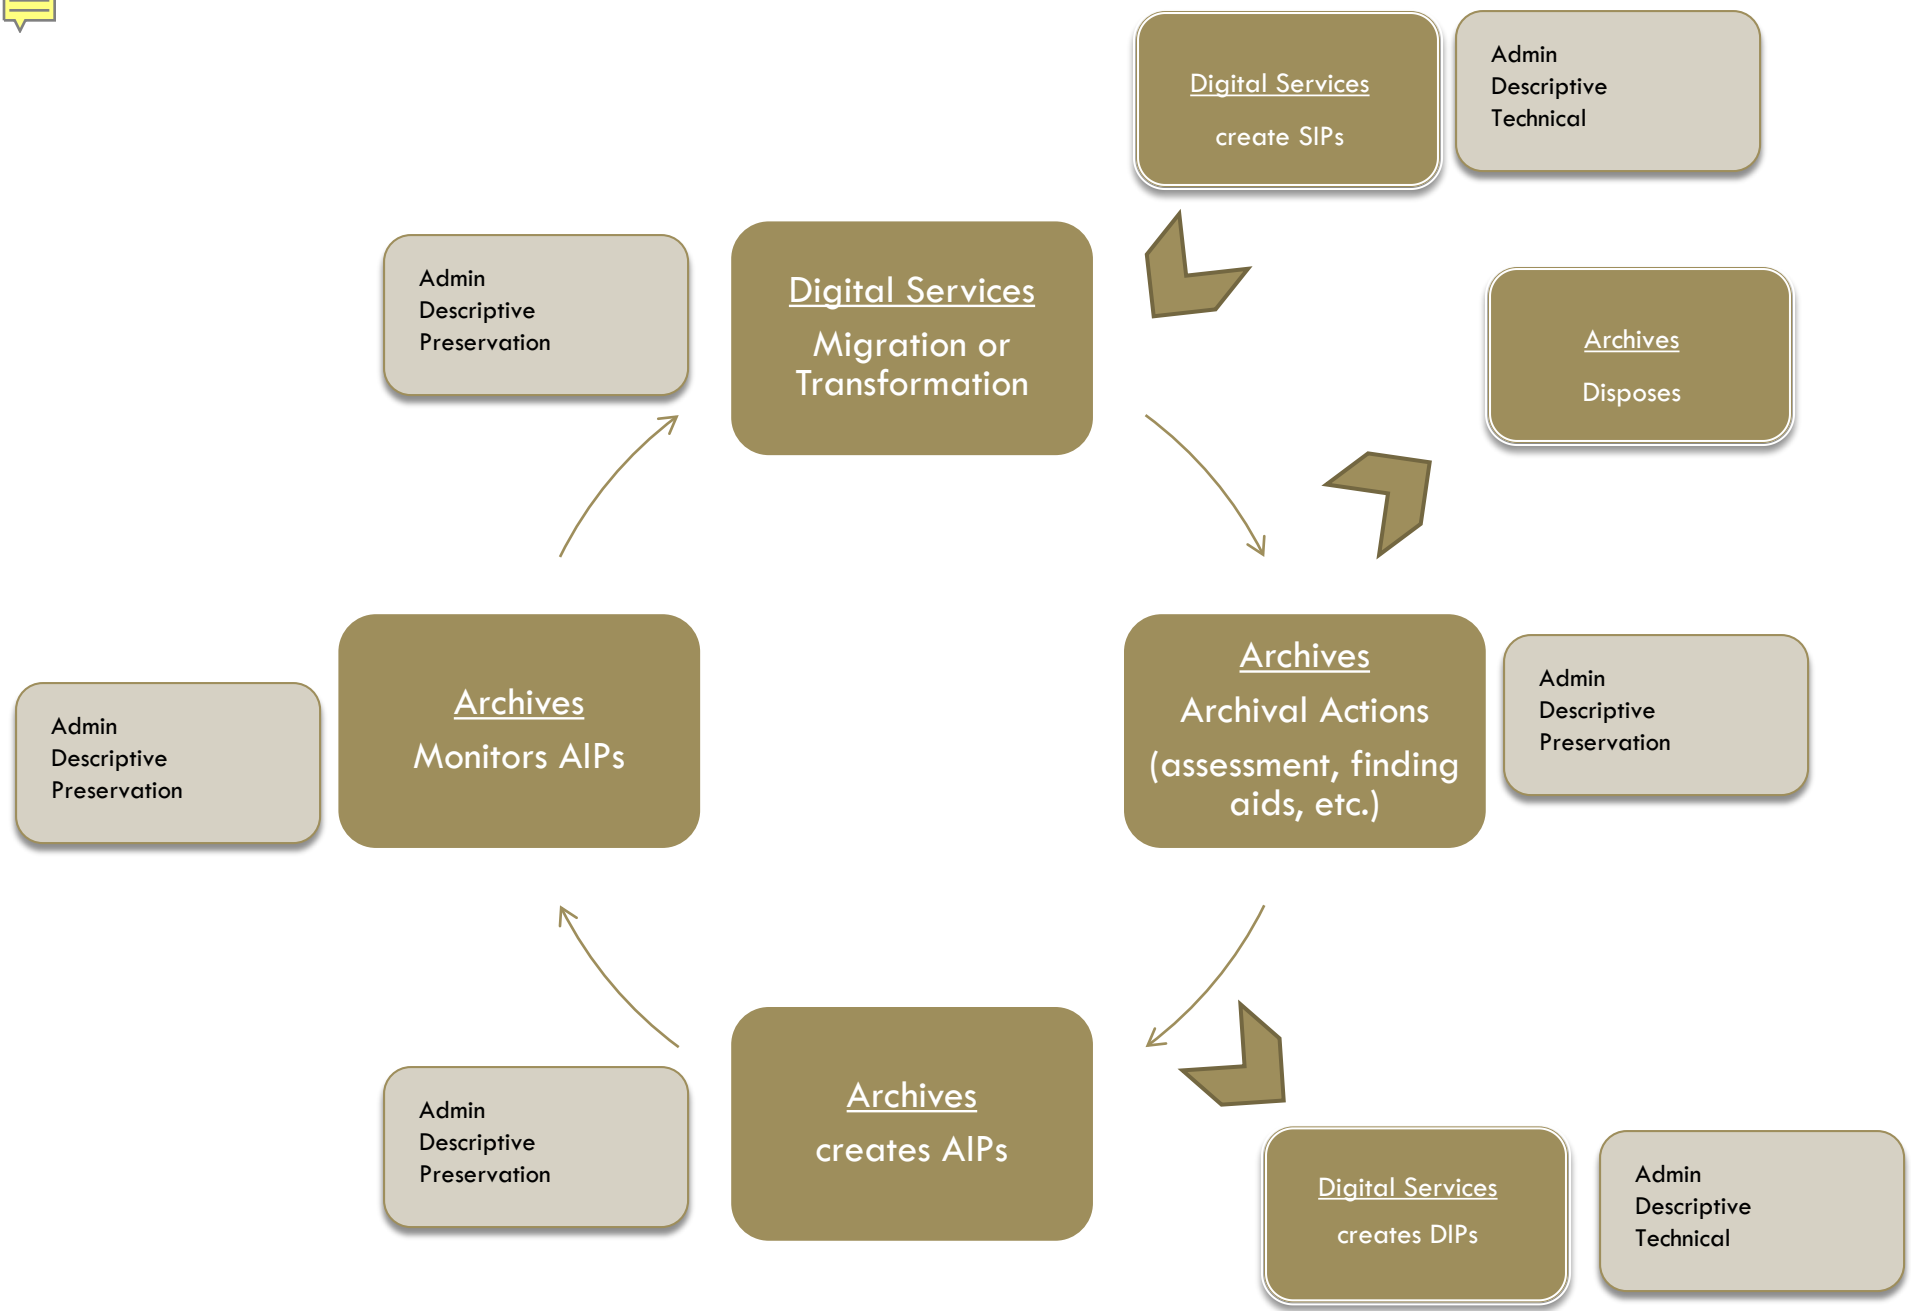 Digital Services
create SIPs
Admin
Descriptive
Technical
Admin
Descriptive
Preservation
Digital Services
Migration or
Transformation
Archives
Disposes
Archives
Monitors AIPs
Admin
Descriptive
Preservation
Archives
Archival Actions
(assessment, finding
aids, etc.)
Admin
Descriptive
Preservation
Admin
Descriptive
Preservation
Archives
creates AIPs
Digital Services
creates DIPs
Admin
Descriptive
Technical